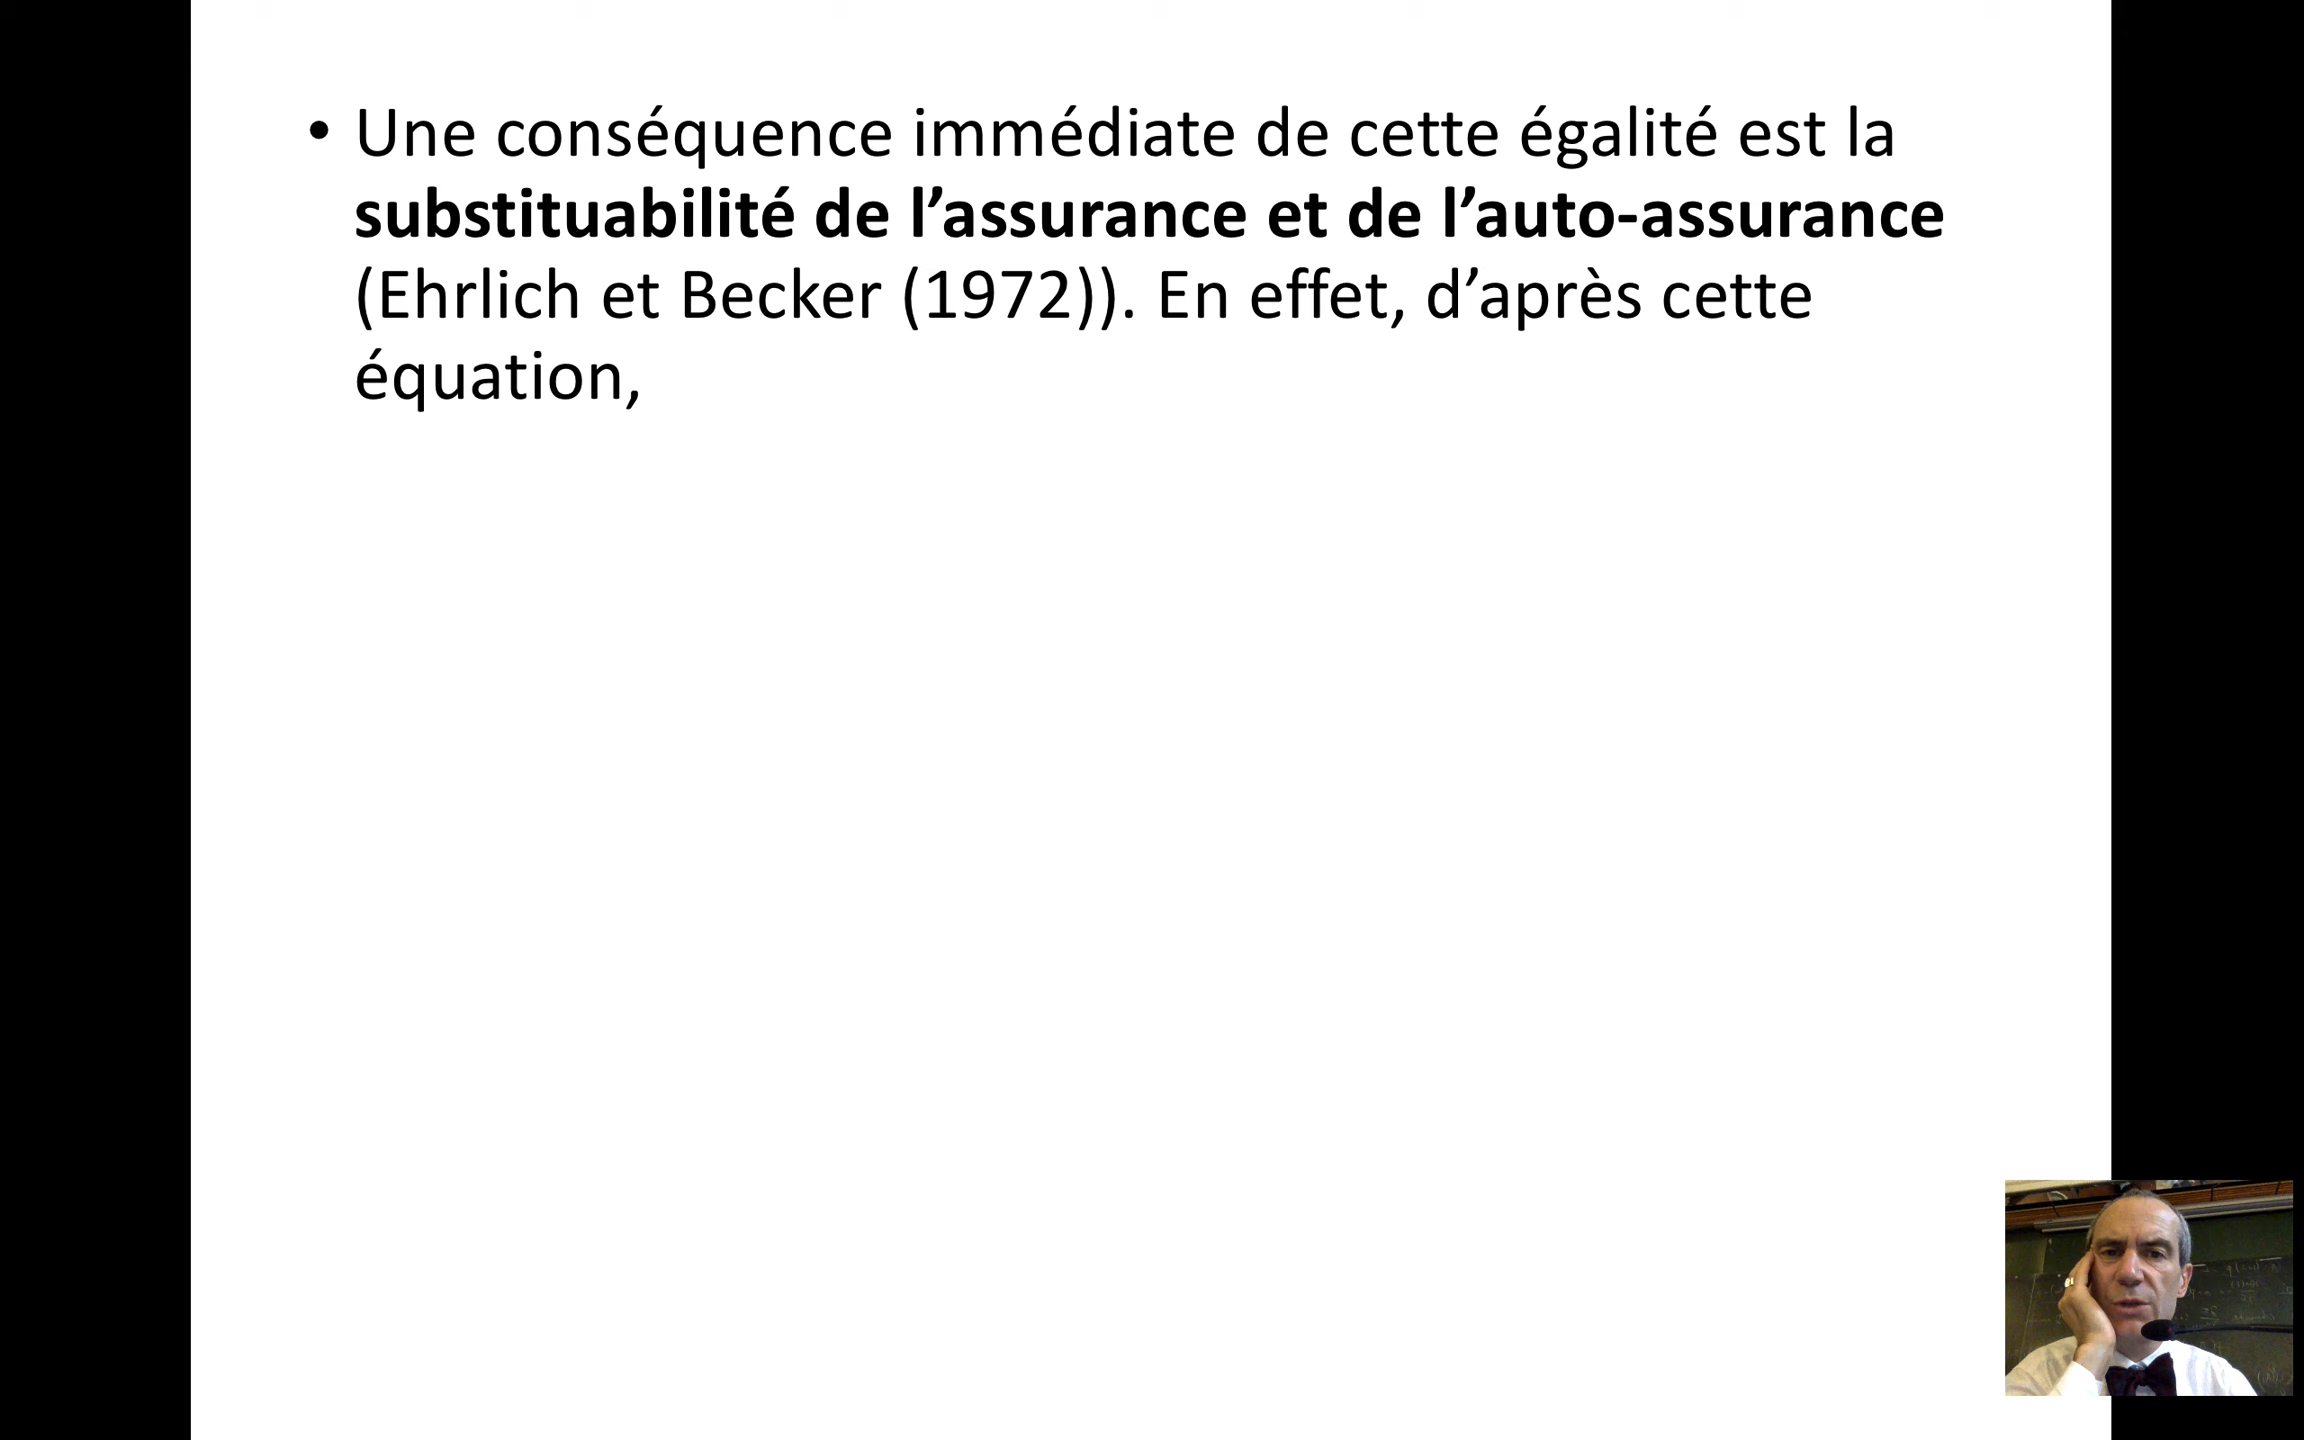 • Une conséquence immédiate de cette égalité est la
substituabilité de l’assurance et de l’auto-assurance
(Ehrlich et Becker (1972)). En effet, d’après cette
équation,